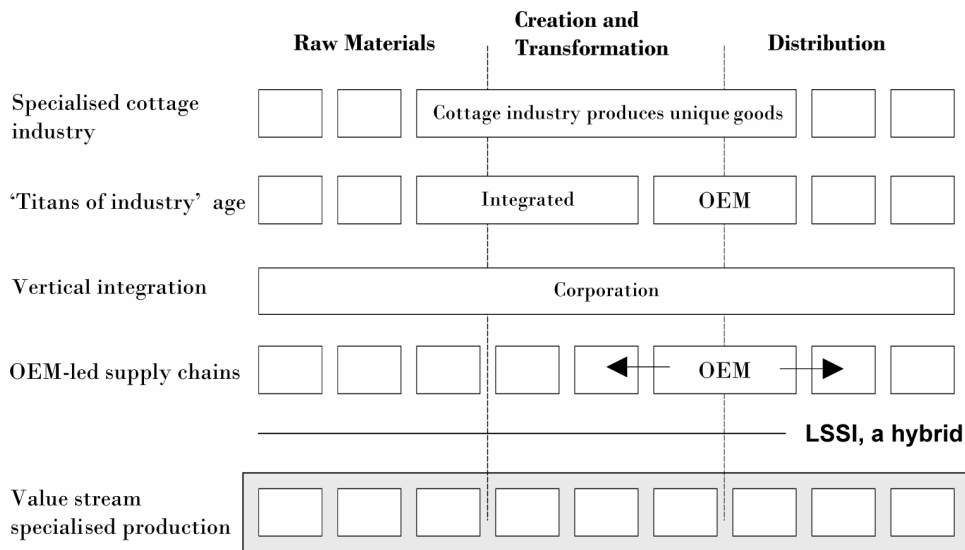 Raw Materials
Creation and
Transformation
Distribution
Specialised cottage
industry
Cottage industry produces unique goods
‘Titans of industry’ age
Integrated
OEM
Vertical integration
Corporation
OEM-led supply chains
OEM
LSSI, a hybrid
Value stream
specialised production